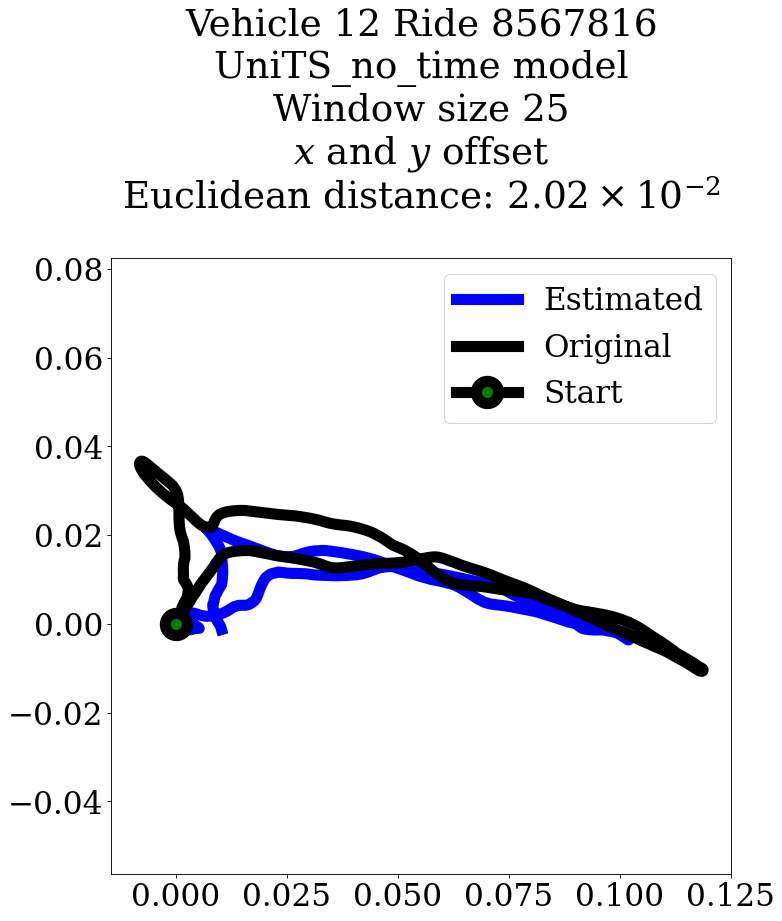 Vehicle 12 Ride 8567816
UniTS_no_time model
Window size 25
x and y offset
Euclidean distance: 2.02 × 10⁻²
0.08
0.06
0.04
0.02
0.00
−0.02
−0.04
Estimated
Original
Start
0.000 0.025 0.050 0.075 0.100 0.125